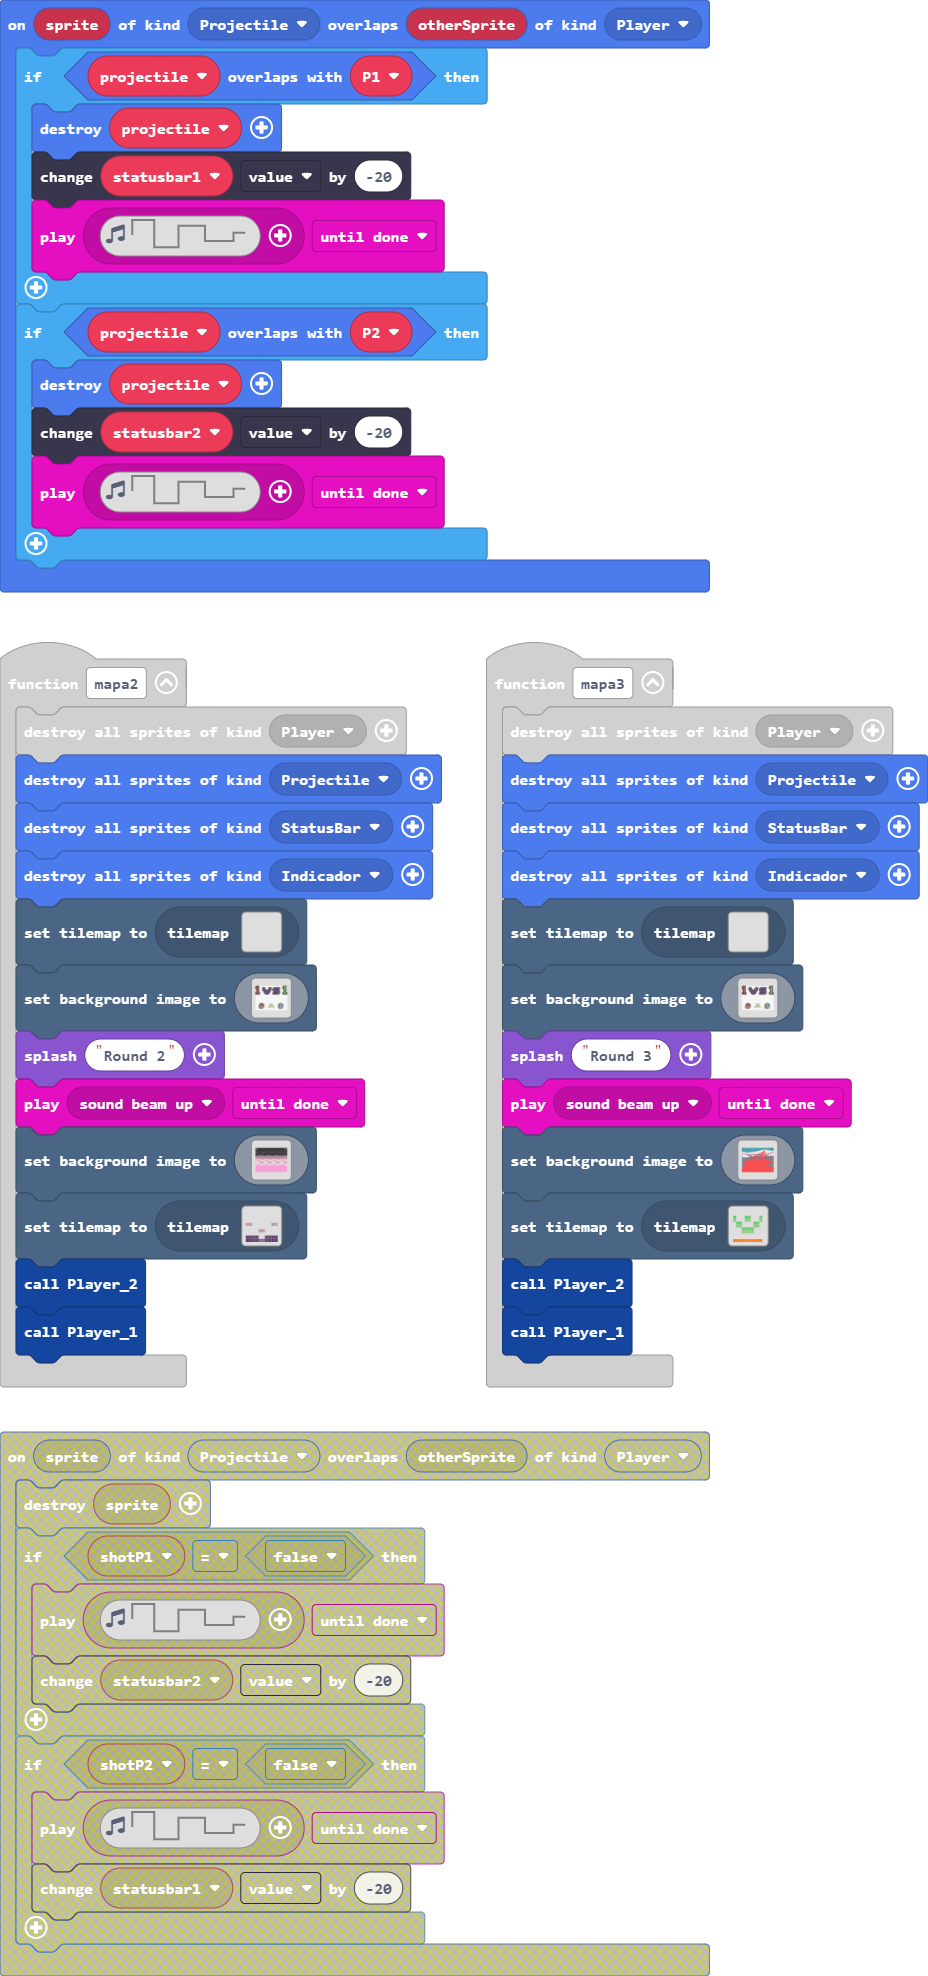 on sprite of kind Projectile overlaps otherSprite of kind Player
if projectile overlaps with P1 then
destroy projectile
change statusbar1 value by -20
play until done
if projectile overlaps with P2 then
destroy projectile
change statusbar2 value by -20
play until done
function mapa2
destroy all sprites of kind Player
destroy all sprites of kind Projectile
destroy all sprites of kind StatusBar
destroy all sprites of kind Indicador
set tilemap to tilemap
set background image to 1vs1
splash "Round 2"
play sound beam up until done
set background image to
set tilemap to tilemap
call Player_2
call Player_1
function mapa3
destroy all sprites of kind Player
destroy all sprites of kind Projectile
destroy all sprites of kind StatusBar
destroy all sprites of kind Indicador
set tilemap to tilemap
set background image to 1vs1
splash "Round 3"
play sound beam up until done
set background image to
set tilemap to tilemap
call Player_2
call Player_1
on sprite of kind Projectile overlaps otherSprite of kind Player
destroy sprite
if shotP1 = false then
play until done
change statusbar2 value by -20
if shotP2 = false then
play until done
change statusbar1 value by -20